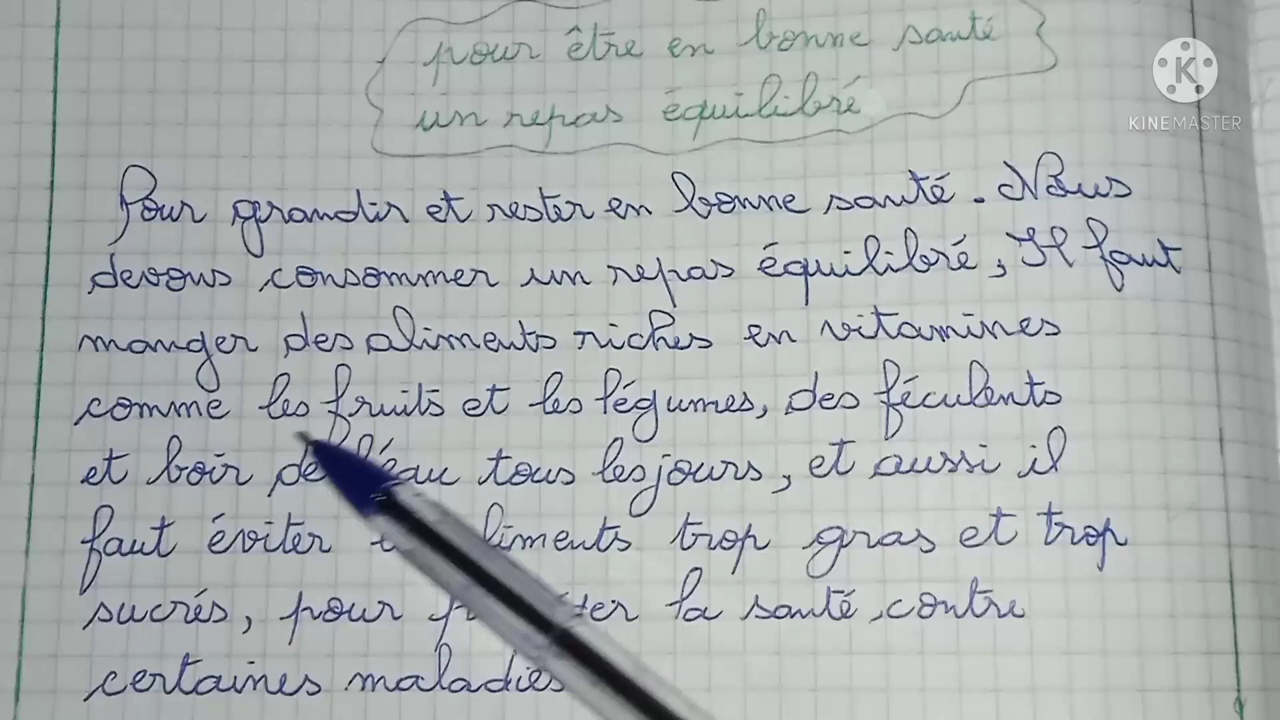 pour être en bonne santé
un repas équilibré
KINEMASTER
Pour grandir et rester en bonne santé. Nous
devons consommer un repas équilibré, Il faut
manger des aliments riches en vitamines
comme les fruits et les légumes, des féculents
et boir de l'eau tous les jours, et aussi il
faut éviter trop gras et trop
sucrés, pour la santé contre
certaines maladies